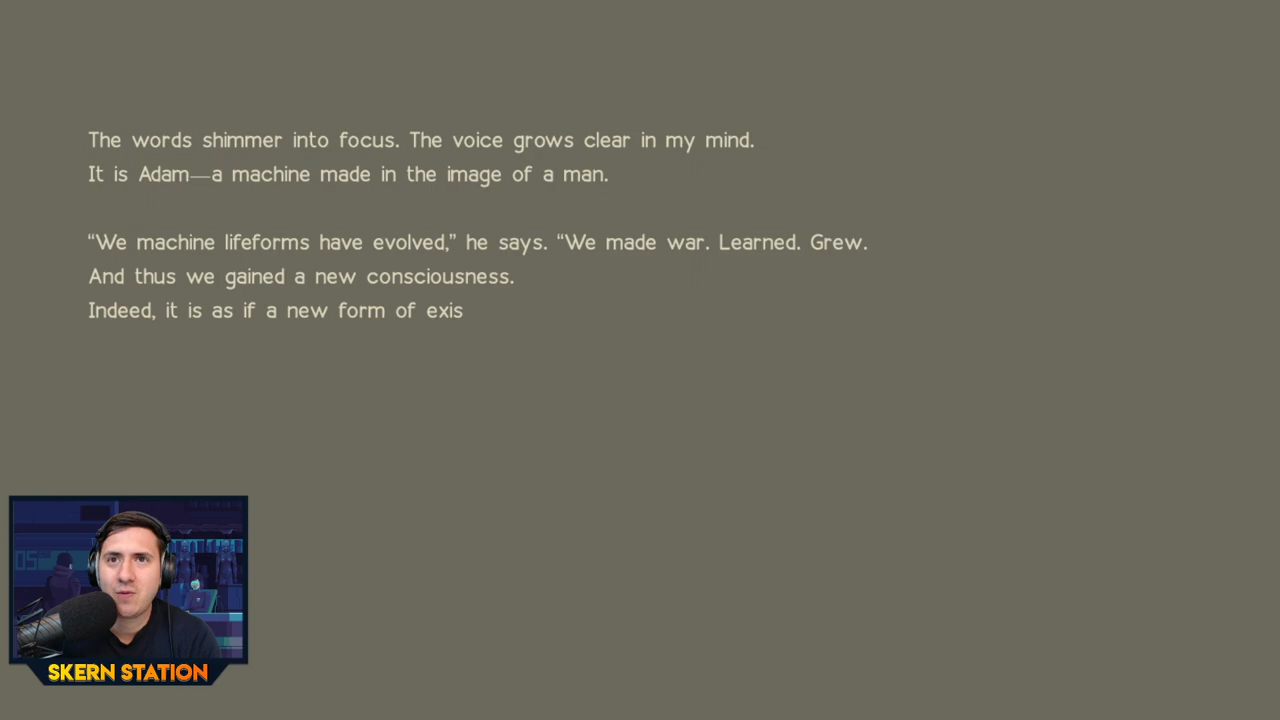 The words shimmer into focus. The voice grows clear in my mind.
It is Adam—a machine made in the image of a man.
“We machine lifeforms have evolved,” he says. “We made war. Learned. Grew.
And thus we gained a new consciousness.
Indeed, it is as if a new form of exis
05
SKERN STATION